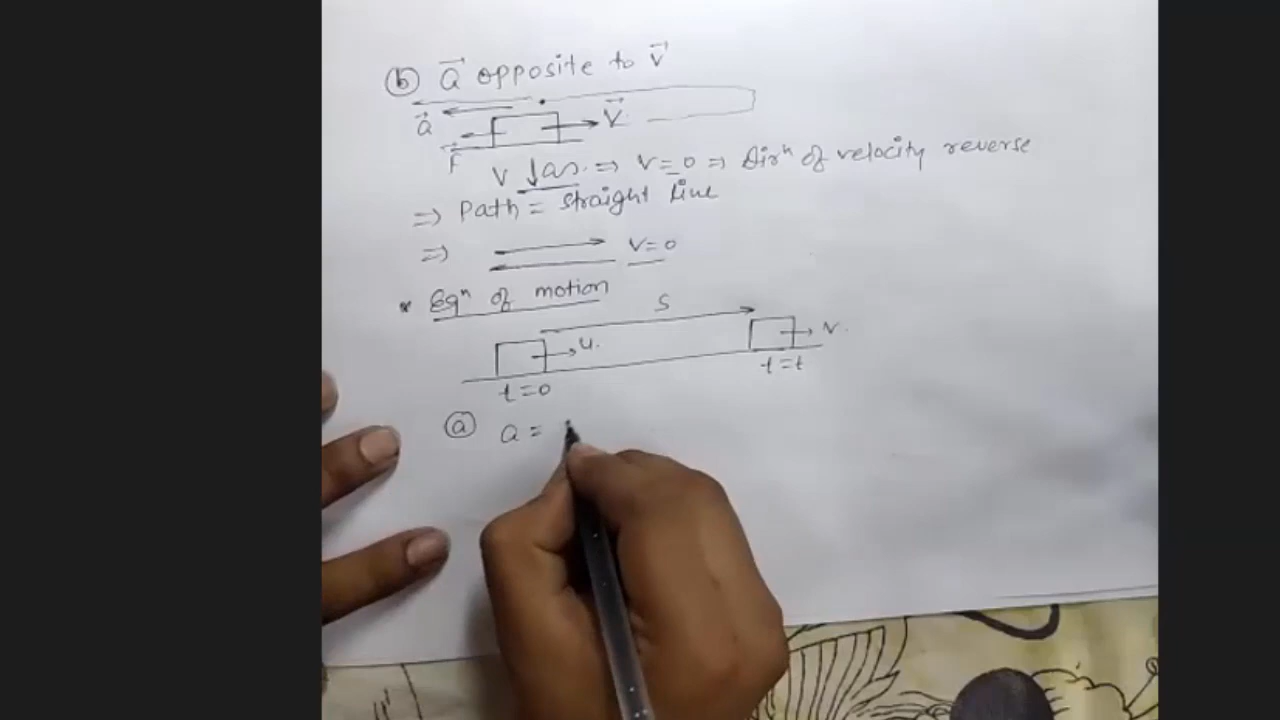 ⓑ a⃗ opposite to v⃗
a⃗ V⃗
F⃗
V ↓ as. ⇒ V=0 ⇒ Dirⁿ of velocity reverse
⇒ Path = straight line
⇒ V=0
* Eqⁿ of motion
S
u. v.
t=0 t=t
ⓐ a =